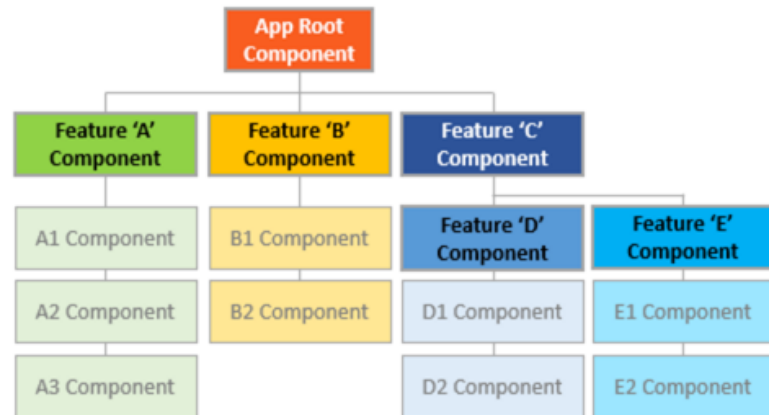 App Root
Component
Feature ‘A’
Component
Feature ‘B’
Component
Feature ‘C’
Component
A1 Component
B1 Component
Feature ‘D’
Component
Feature ‘E’
Component
A2 Component
B2 Component
D1 Component
E1 Component
A3 Component
D2 Component
E2 Component